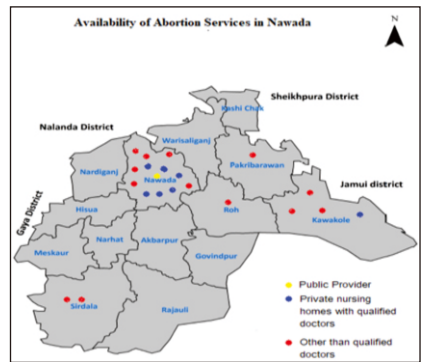 Availability of Abortion Services in Nawada
N
Sheikhpura District
Kashi Chak
Nalanda District
Warisaliganj
Pakribarawan
Jamui district
Nardiganj
Nawada
Gaya District
Hisua
Roh
Kawakole
Meskaur
Narhat
Akbarpur
Govindpur
Sirdala
Rajauli
Public Provider
Private nursing
homes with qualified
doctors
Other than qualified
doctors